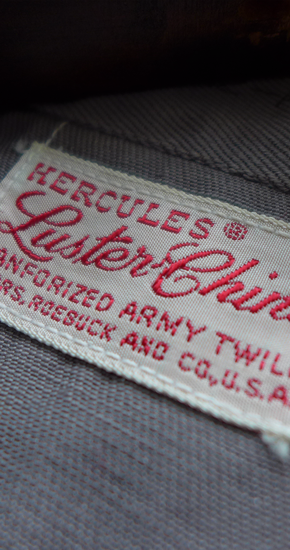 HERCULES ®
Luster Chin
ANFORIZED ARMY TWIL
RS, ROEBUCK AND CO., U.S.A